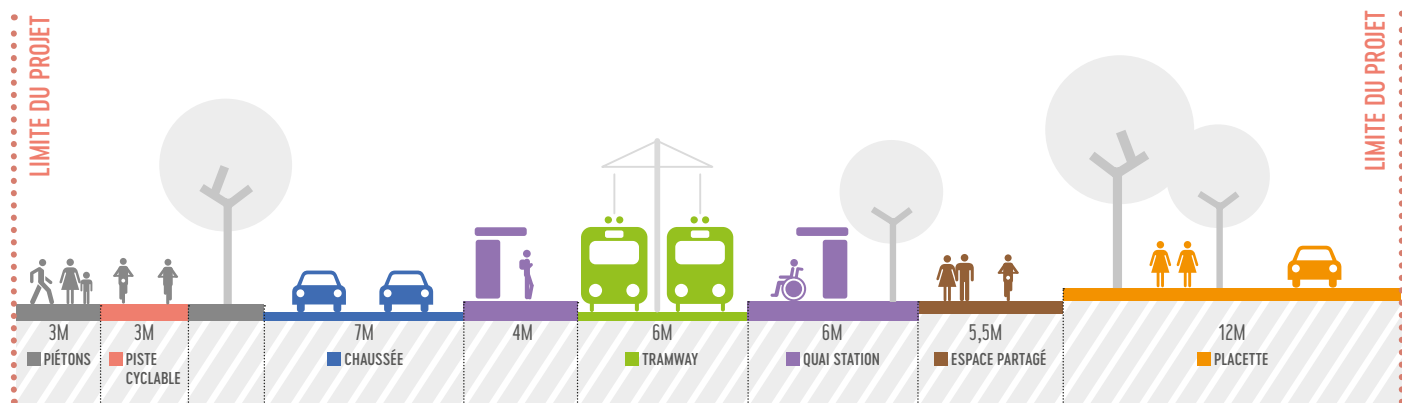 LIMITE DU PROJET
LIMITE DU PROJET
3M
3M
7M
4M
6M
6M
5,5M
12M
PIÉTONS
PISTE
CYCLABLE
CHAUSSÉE
TRAMWAY
QUAI STATION
ESPACE PARTAGÉ
PLACETTE